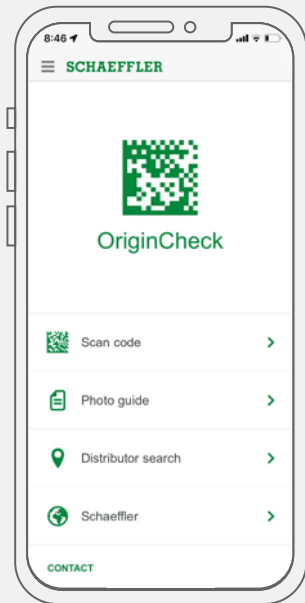 8:46
SCHAEFFLER
OriginCheck
Scan code
Photo guide
Distributor search
Schaeffler
CONTACT